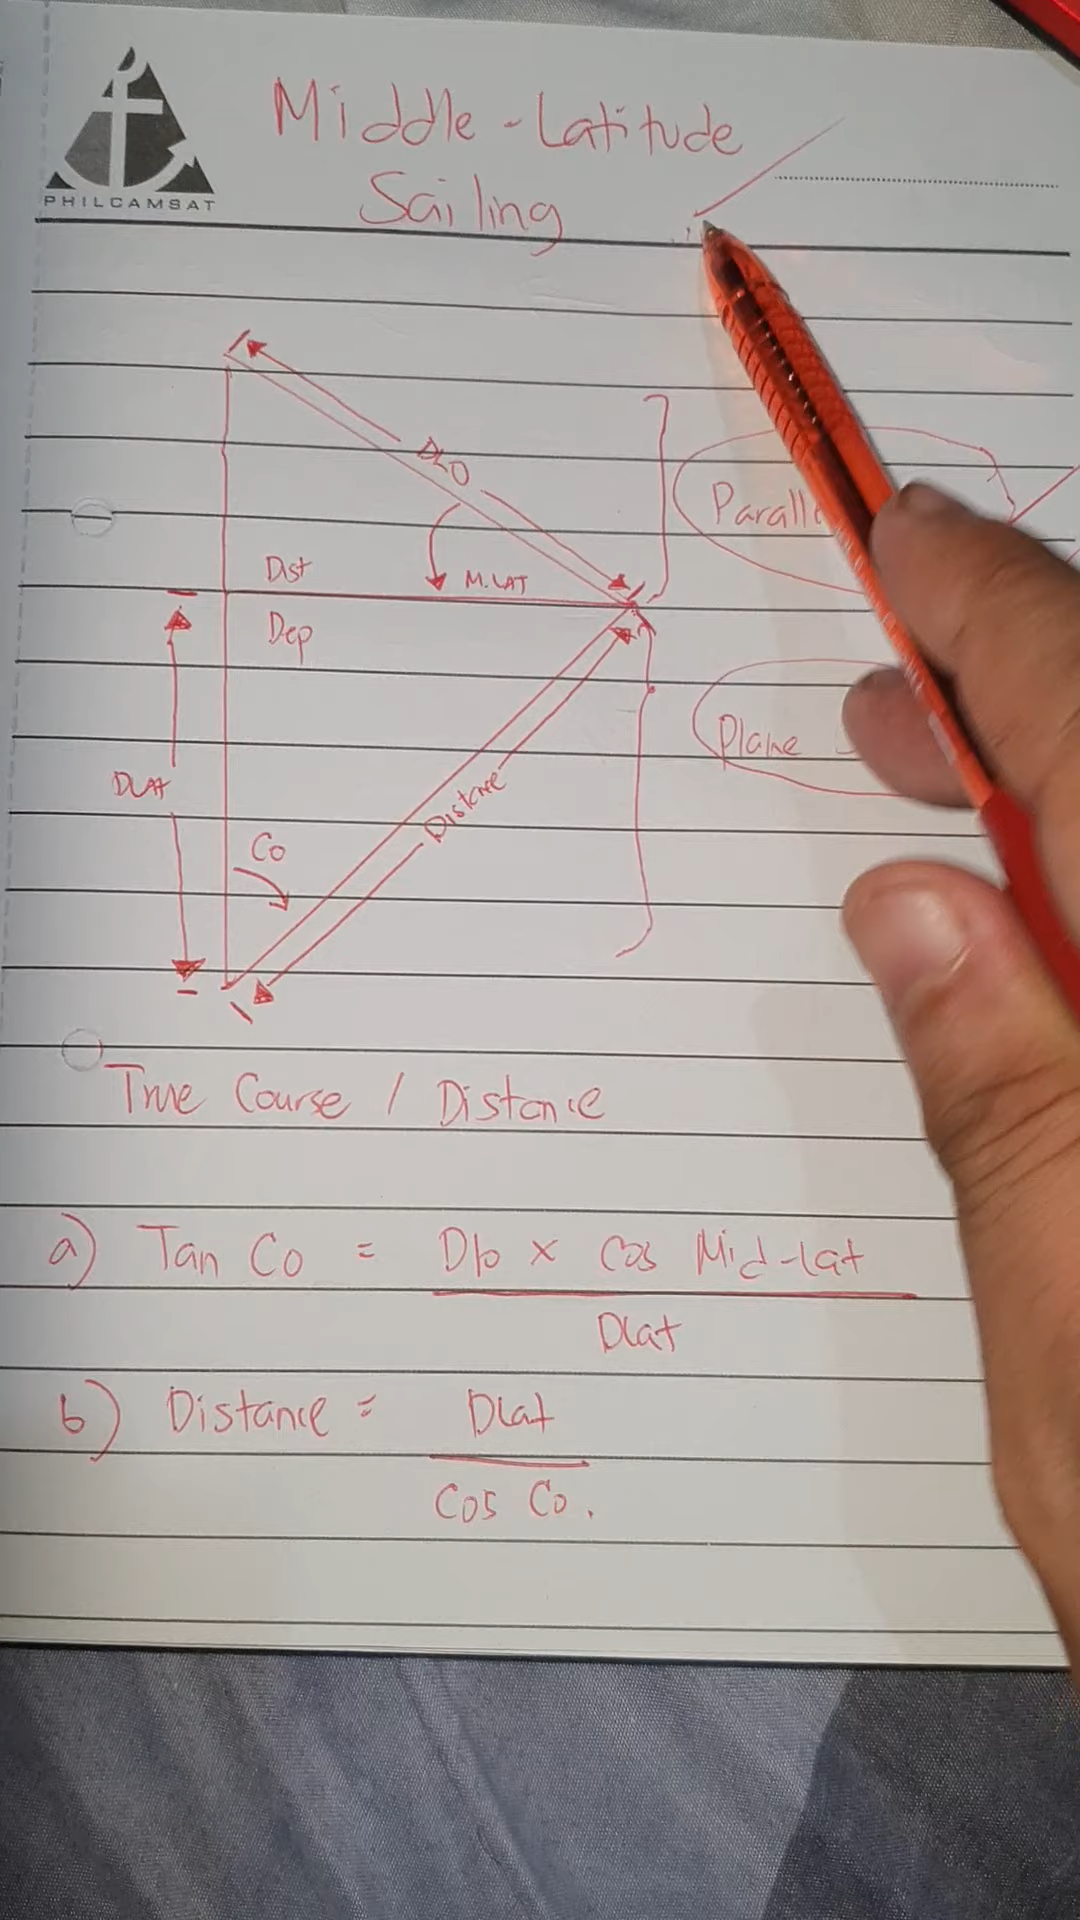 PHILCAMSAT
Middle-Latitude
Sailing
DLO
M.LAT
Dist
Dep
Plane
DLat
Distance
Co
True Course / Distance
a) Tan Co = Dlo x Cos Mid-Lat
DLat
b) Distance = DLat
Cos Co.